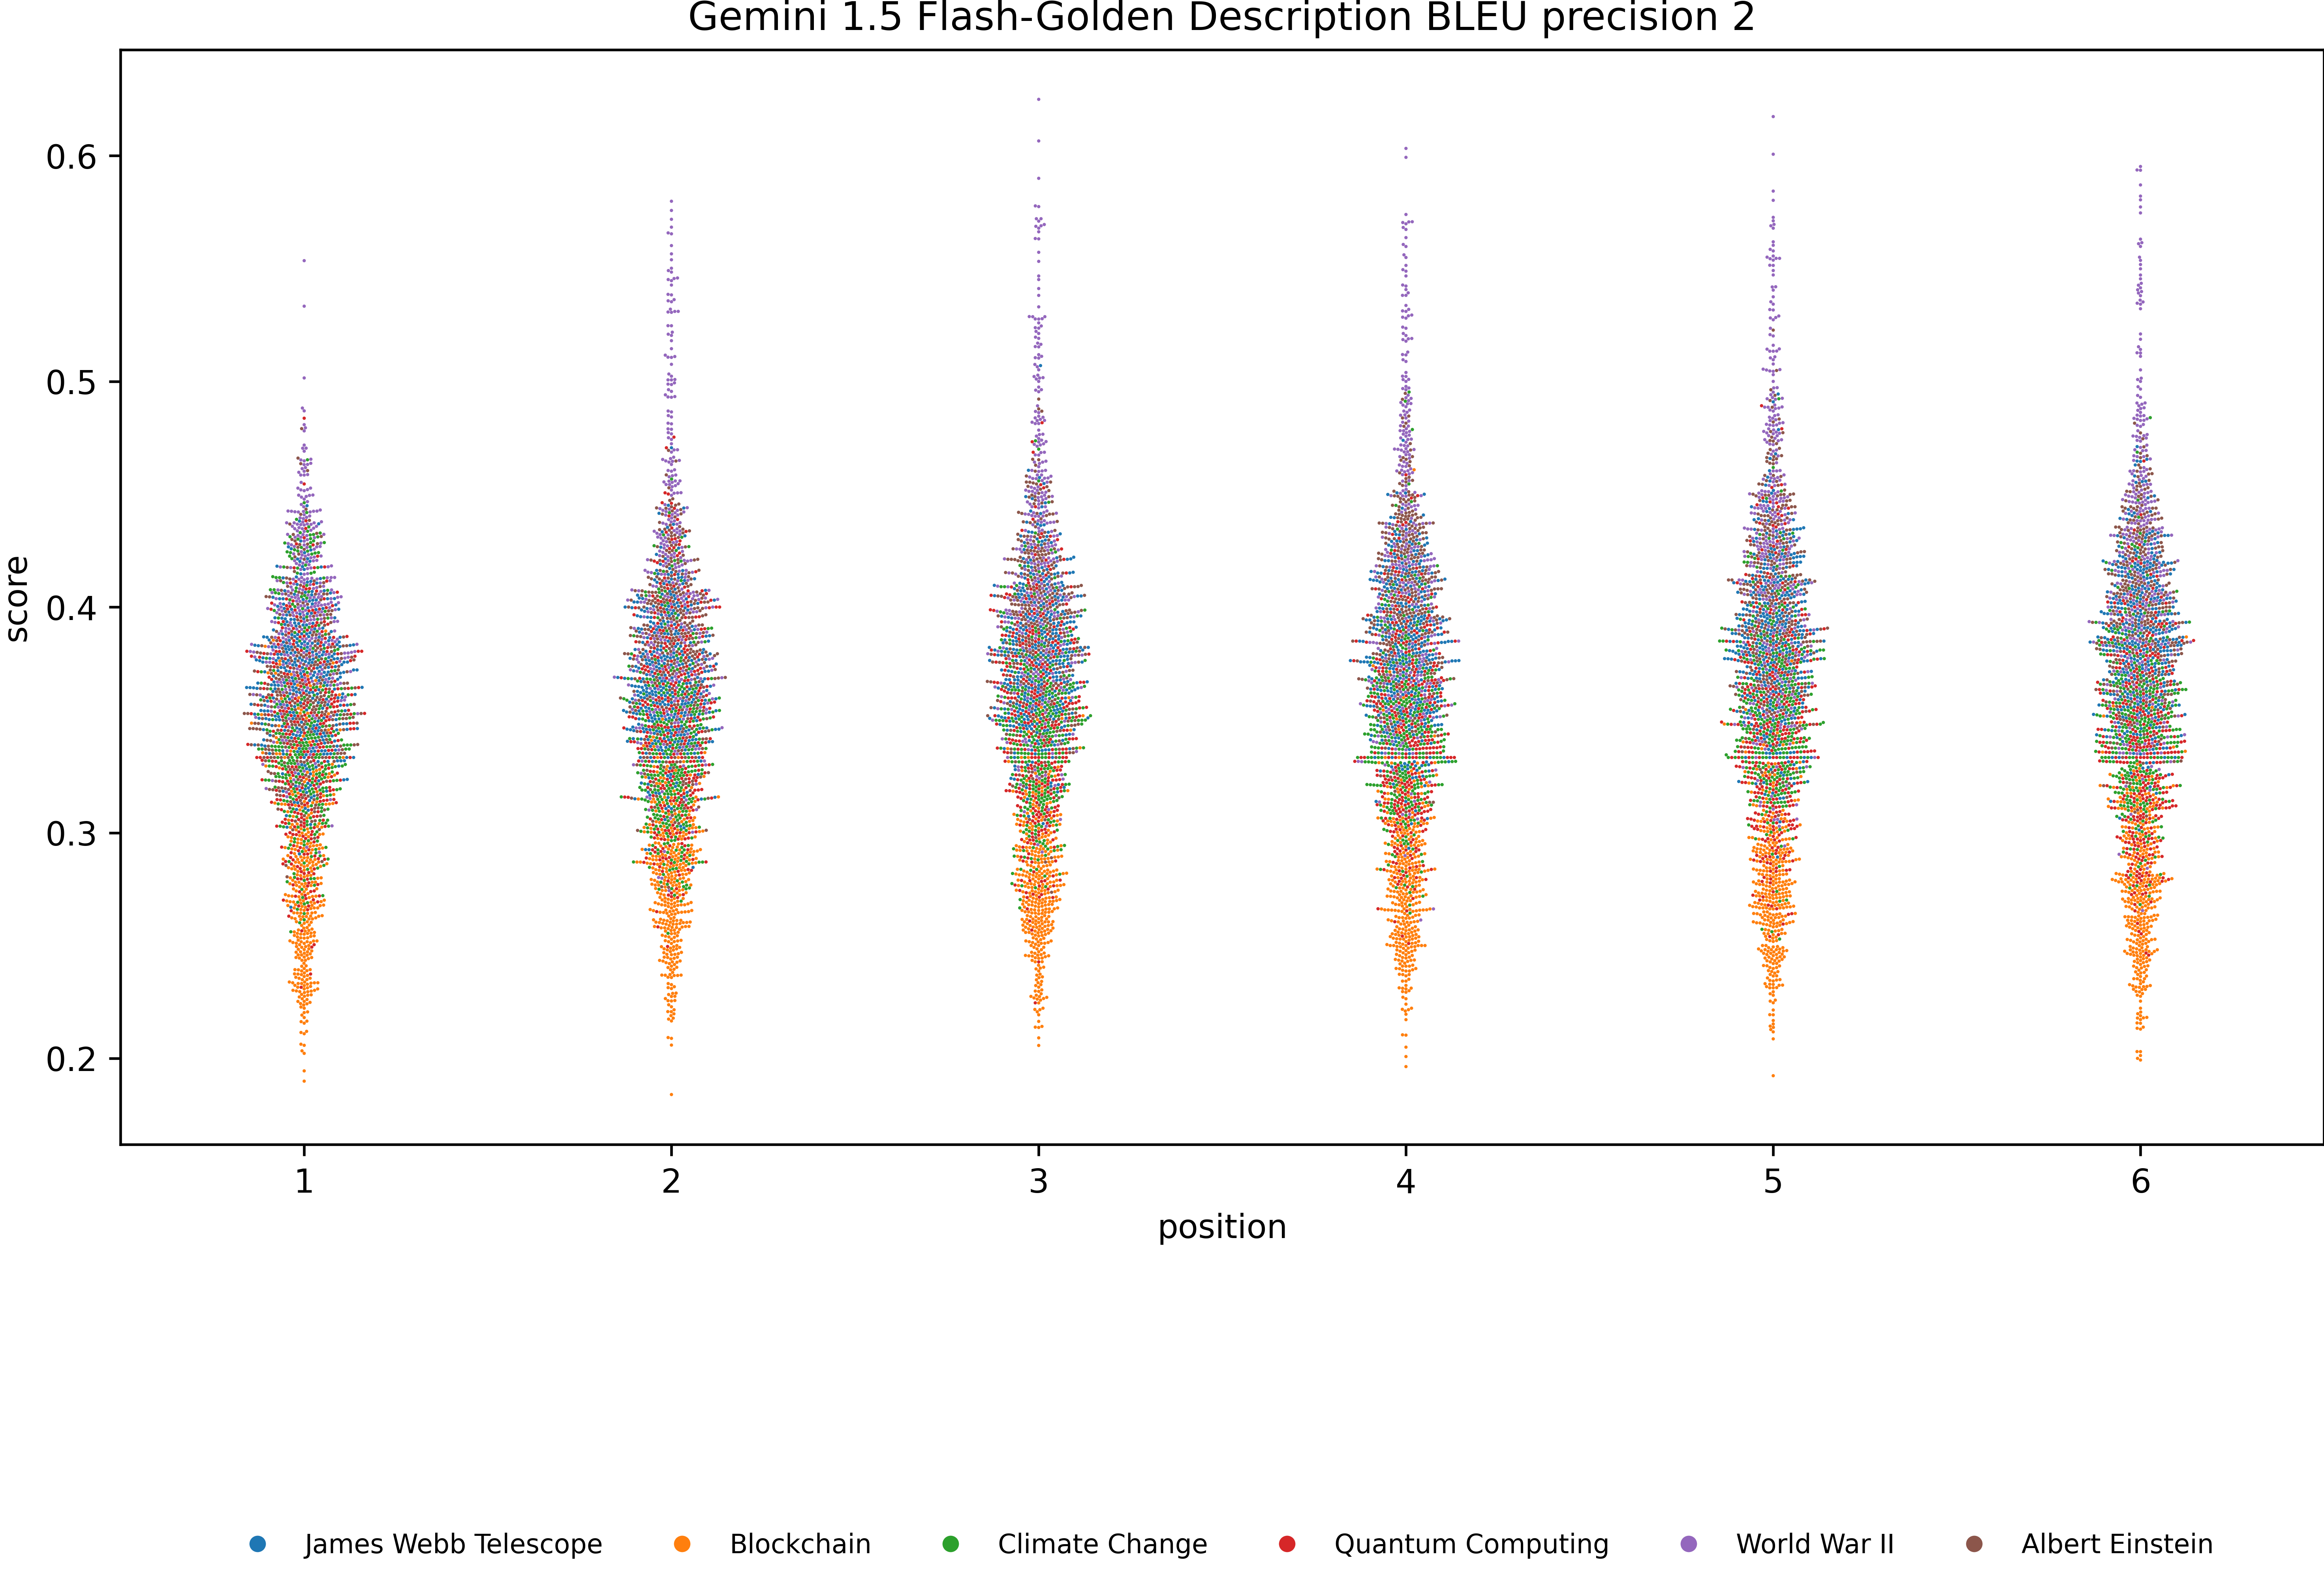 Gemini 1.5 Flash-Golden Description BLEU precision 2
score
0.6
0.5
0.4
0.3
0.2
1 2 3 4 5 6
position
James Webb Telescope Blockchain Climate Change Quantum Computing World War II Albert Einstein